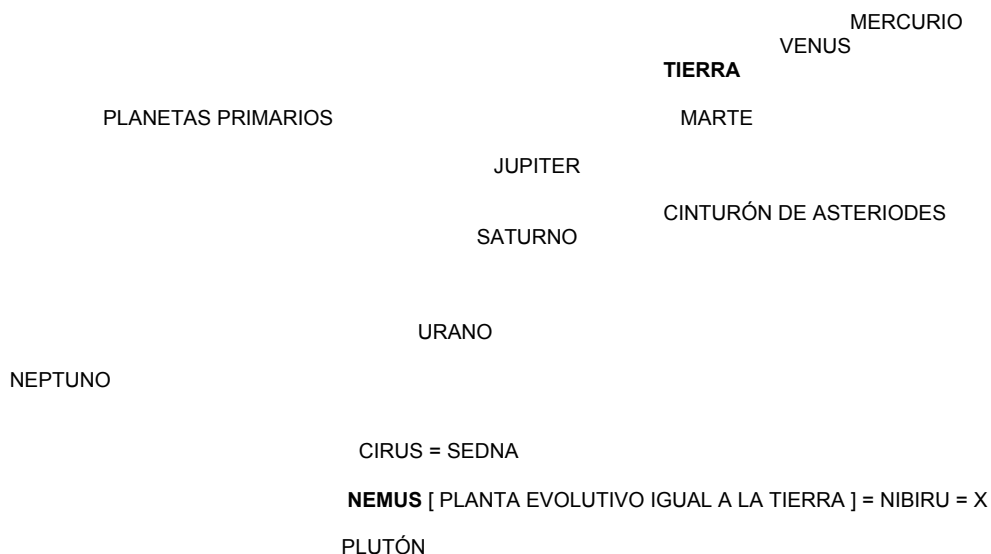 MERCURIO
VENUS
TIERRA
PLANETAS PRIMARIOS MARTE
JUPITER
CINTURÓN DE ASTERIODES
SATURNO
URANO
NEPTUNO
CIRUS = SEDNA
NEMUS [ PLANTA EVOLUTIVO IGUAL A LA TIERRA ] = NIBIRU = X
PLUTÓN